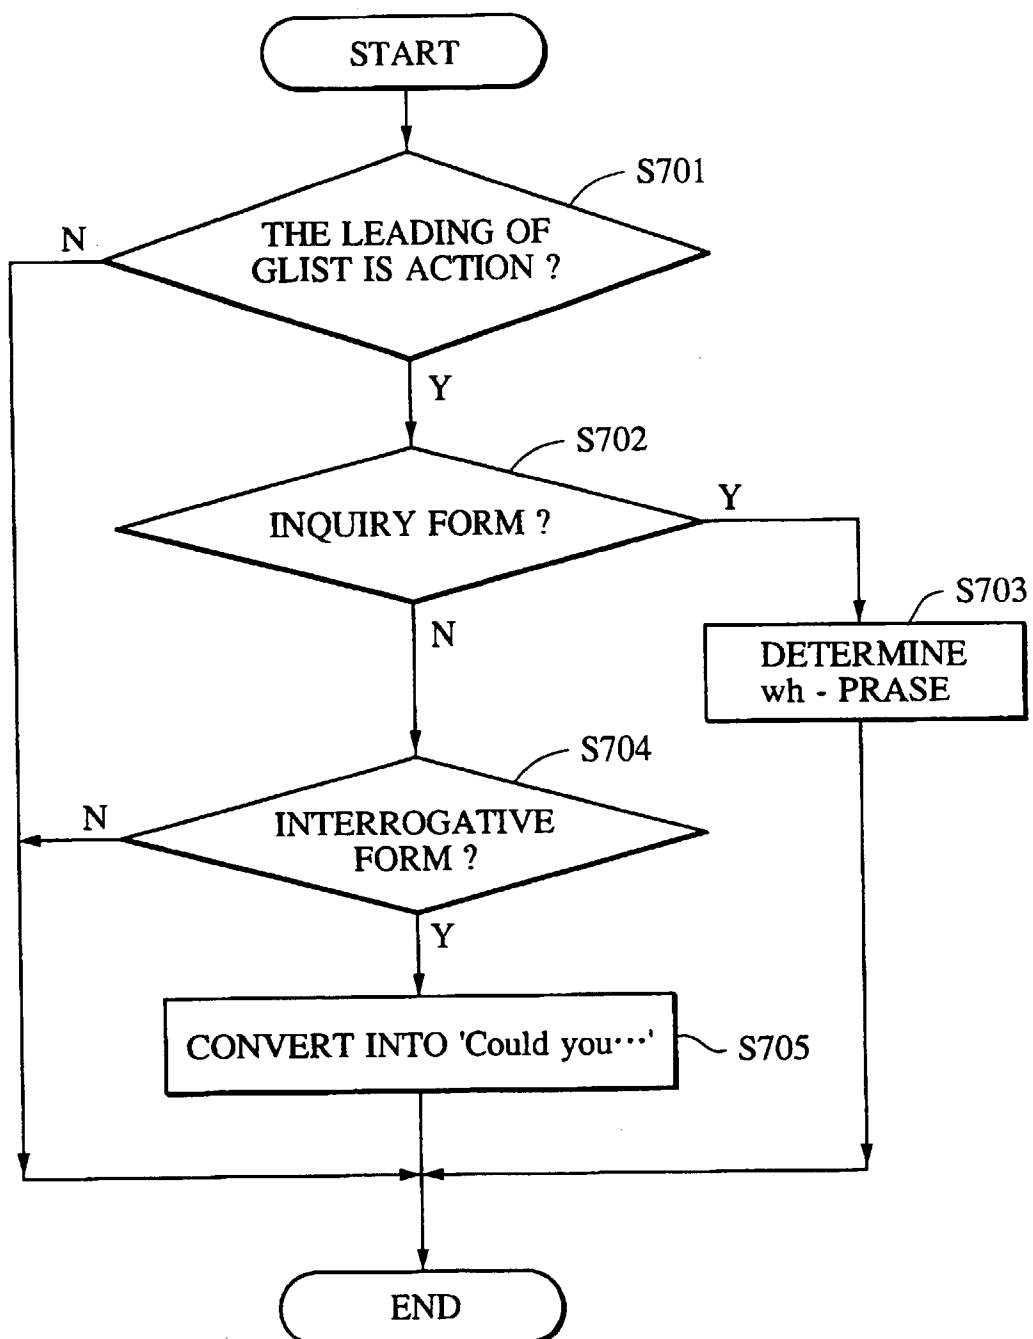 START
S701
N
THE LEADING OF
GLIST IS ACTION ?
Y
S702
Y
INQUIRY FORM ?
S703
N
DETERMINE
wh - PRASE
S704
N
INTERROGATIVE
FORM ?
Y
CONVERT INTO 'Could you···'
S705
END